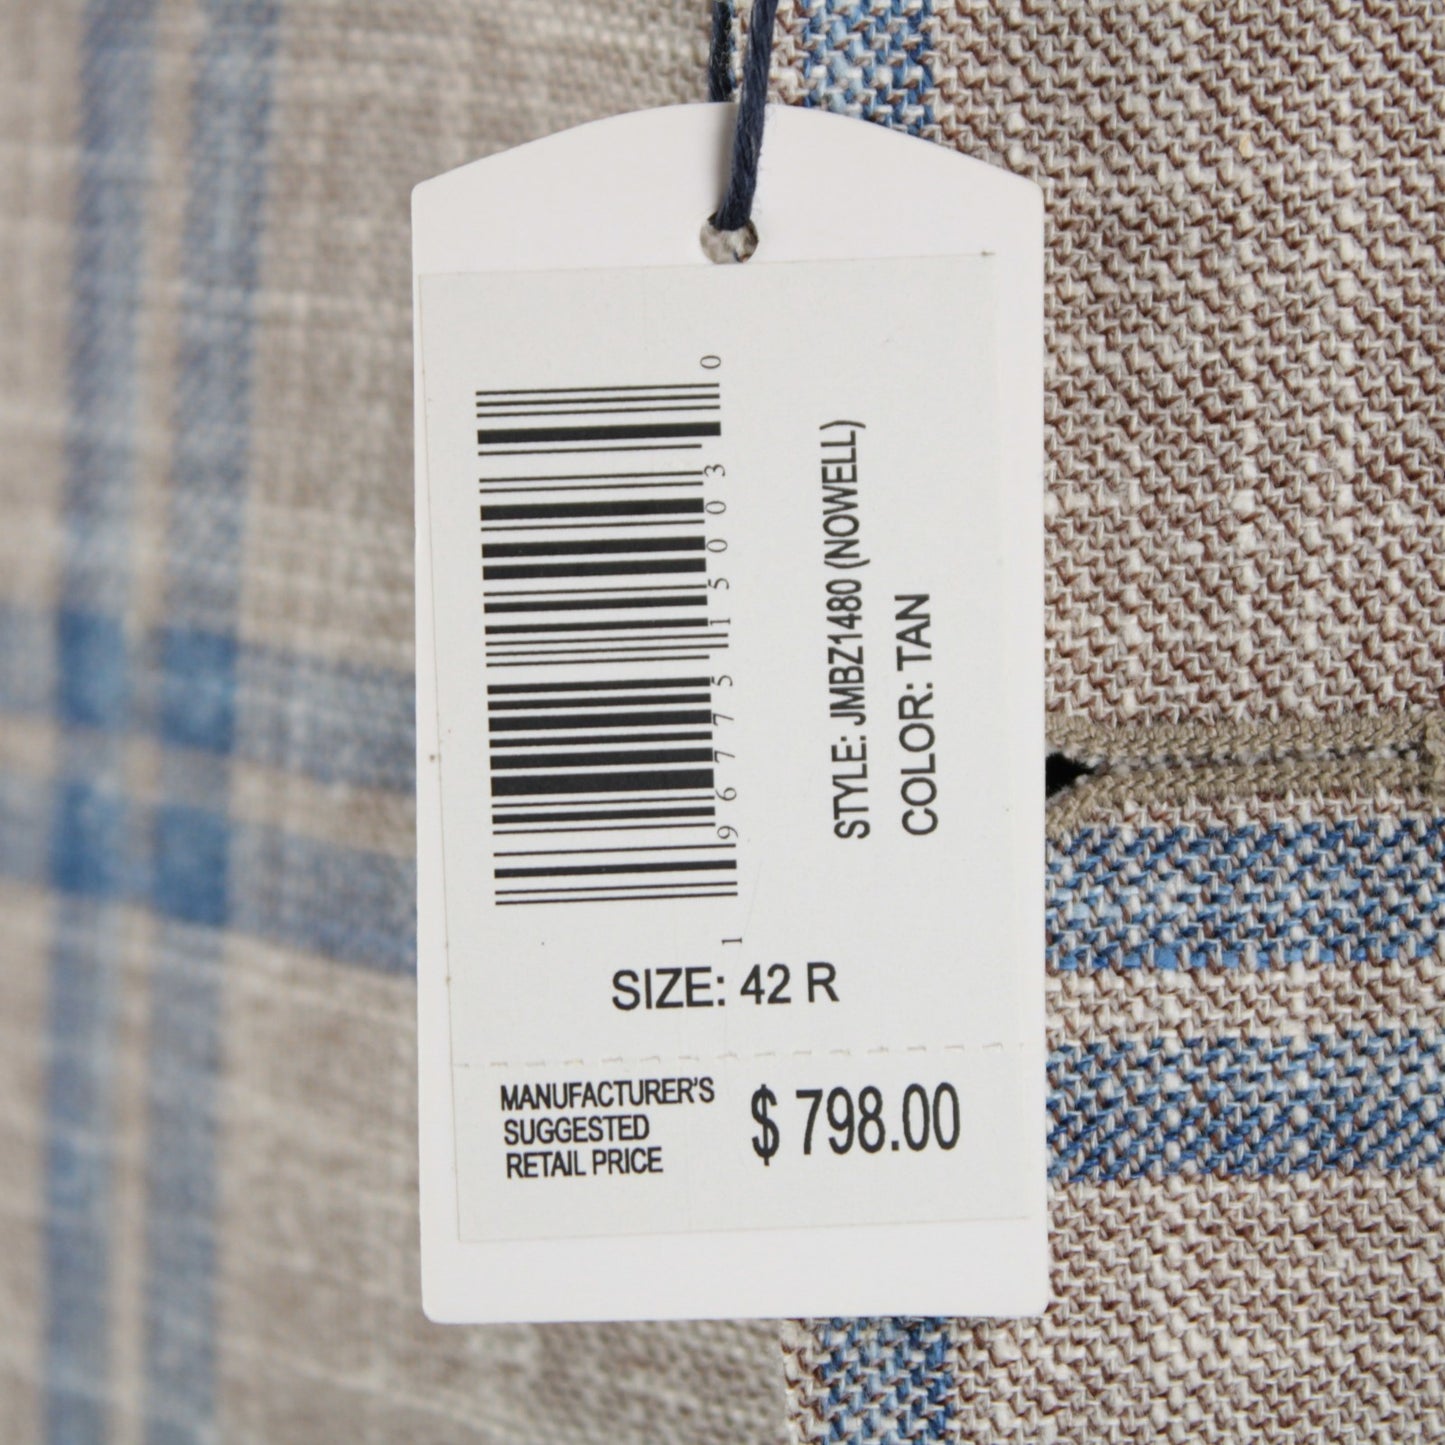 1 96775 15003 0
STYLE: JMBZ1480 (NOWELL)
COLOR: TAN
SIZE: 42 R
MANUFACTURER'S
SUGGESTED
RETAIL PRICE
$ 798.00